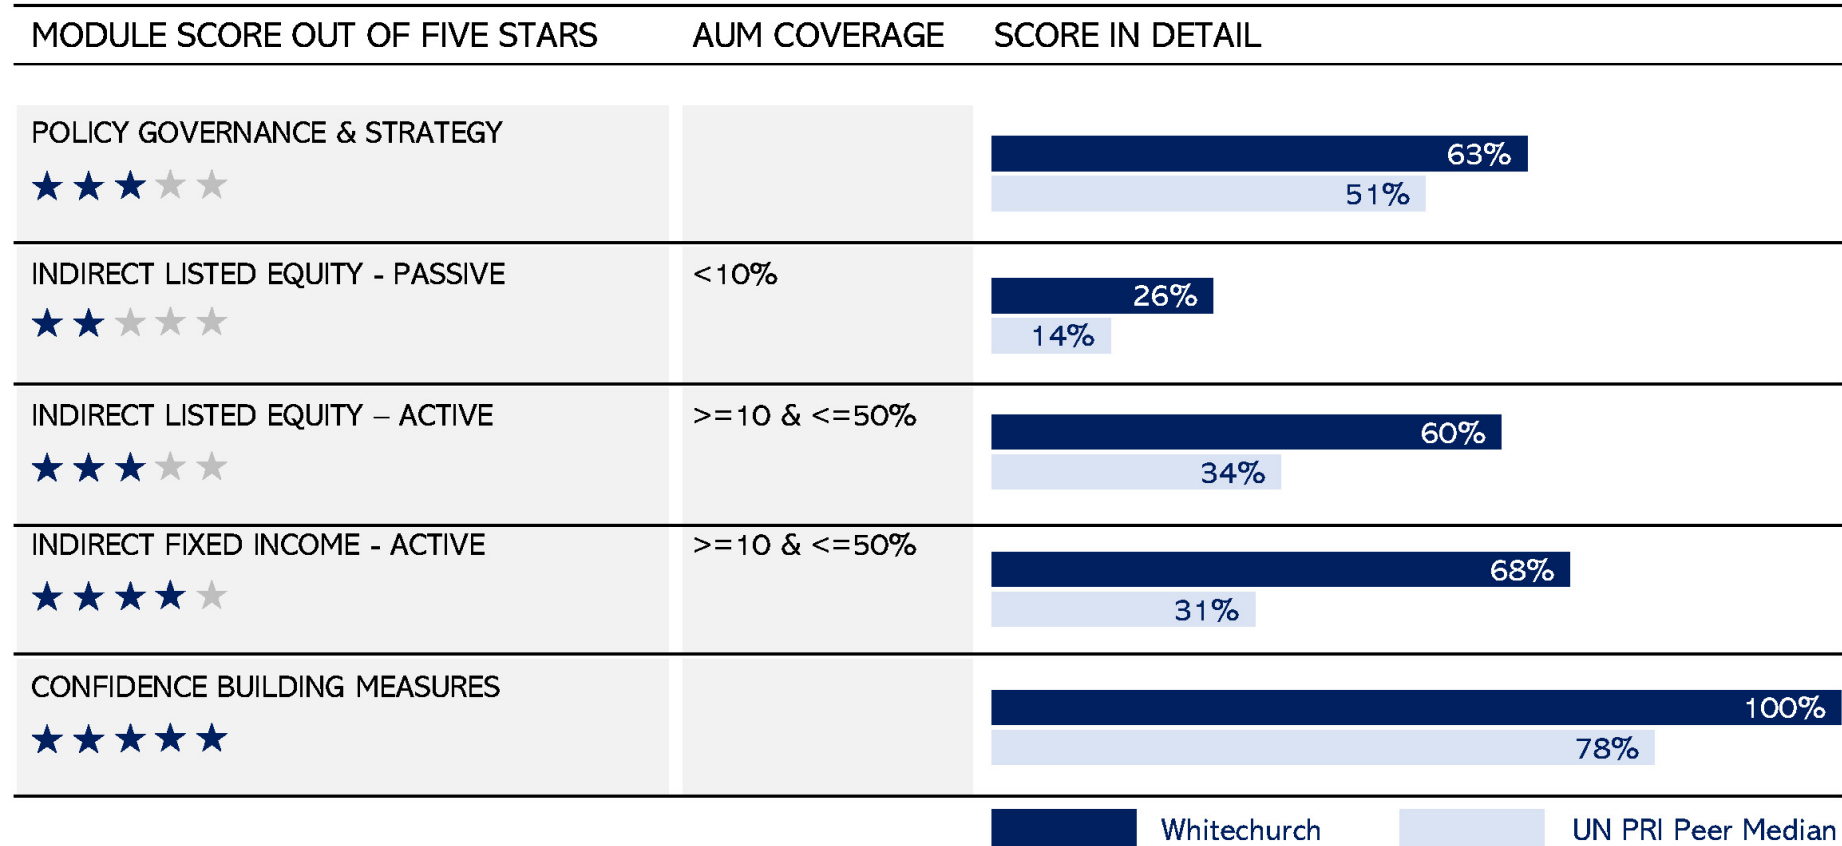 MODULE SCORE OUT OF FIVE STARS AUM COVERAGE SCORE IN DETAIL
POLICY GOVERNANCE & STRATEGY
63%
51%
INDIRECT LISTED EQUITY - PASSIVE <10%
26%
14%
INDIRECT LISTED EQUITY – ACTIVE >=10 & <=50%
60%
34%
INDIRECT FIXED INCOME - ACTIVE >=10 & <=50%
68%
31%
CONFIDENCE BUILDING MEASURES
100%
78%
Whitechurch UN PRI Peer Median